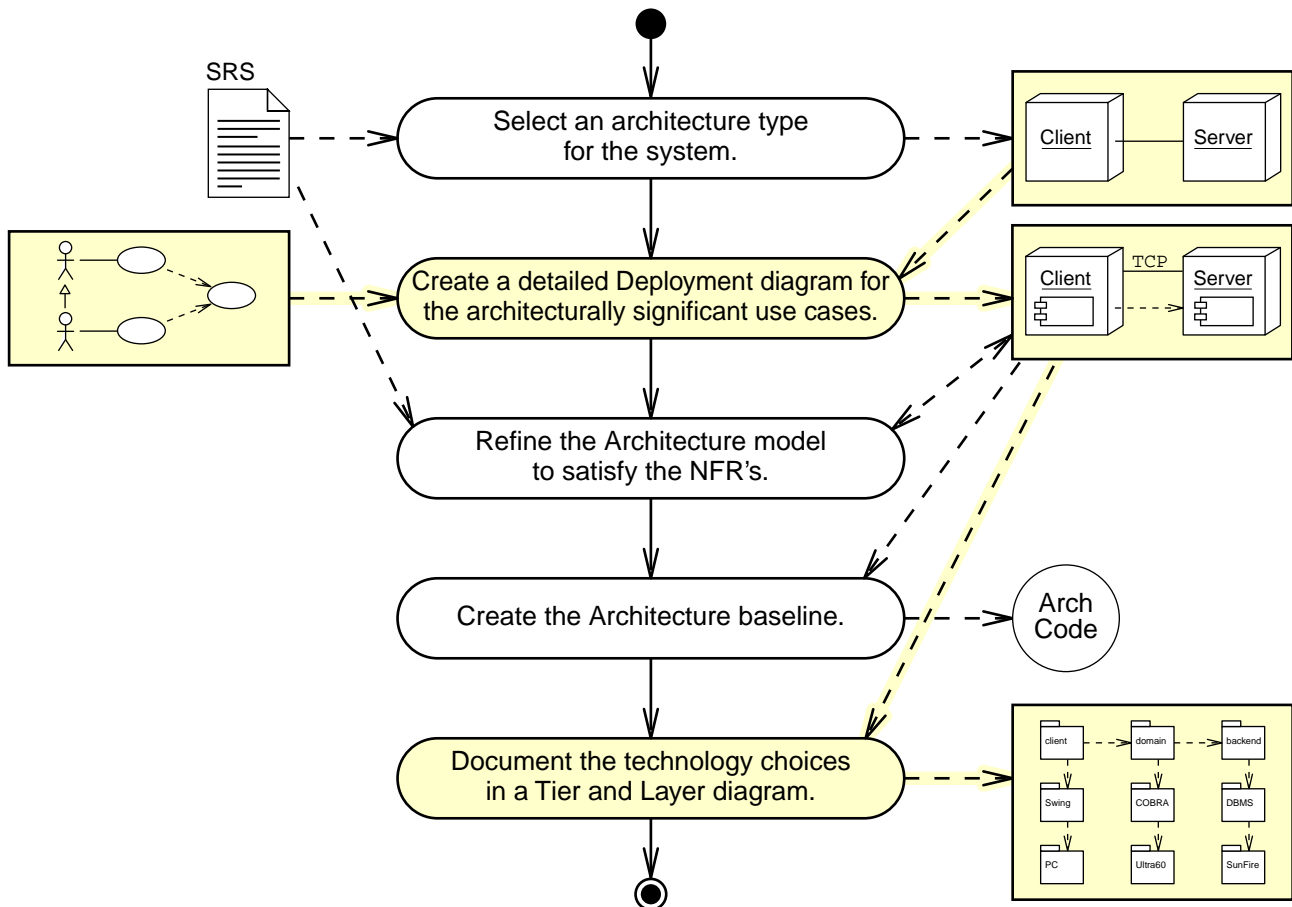 SRS
Select an architecture type
for the system.
Client
Server
Create a detailed Deployment diagram for
the architecturally significant use cases.
TCP
Client
Server
Refine the Architecture model
to satisfy the NFR's.
Create the Architecture baseline.
Arch
Code
Document the technology choices
in a Tier and Layer diagram.
client
domain
backend
Swing
COBRA
DBMS
PC
Ultra60
SunFire